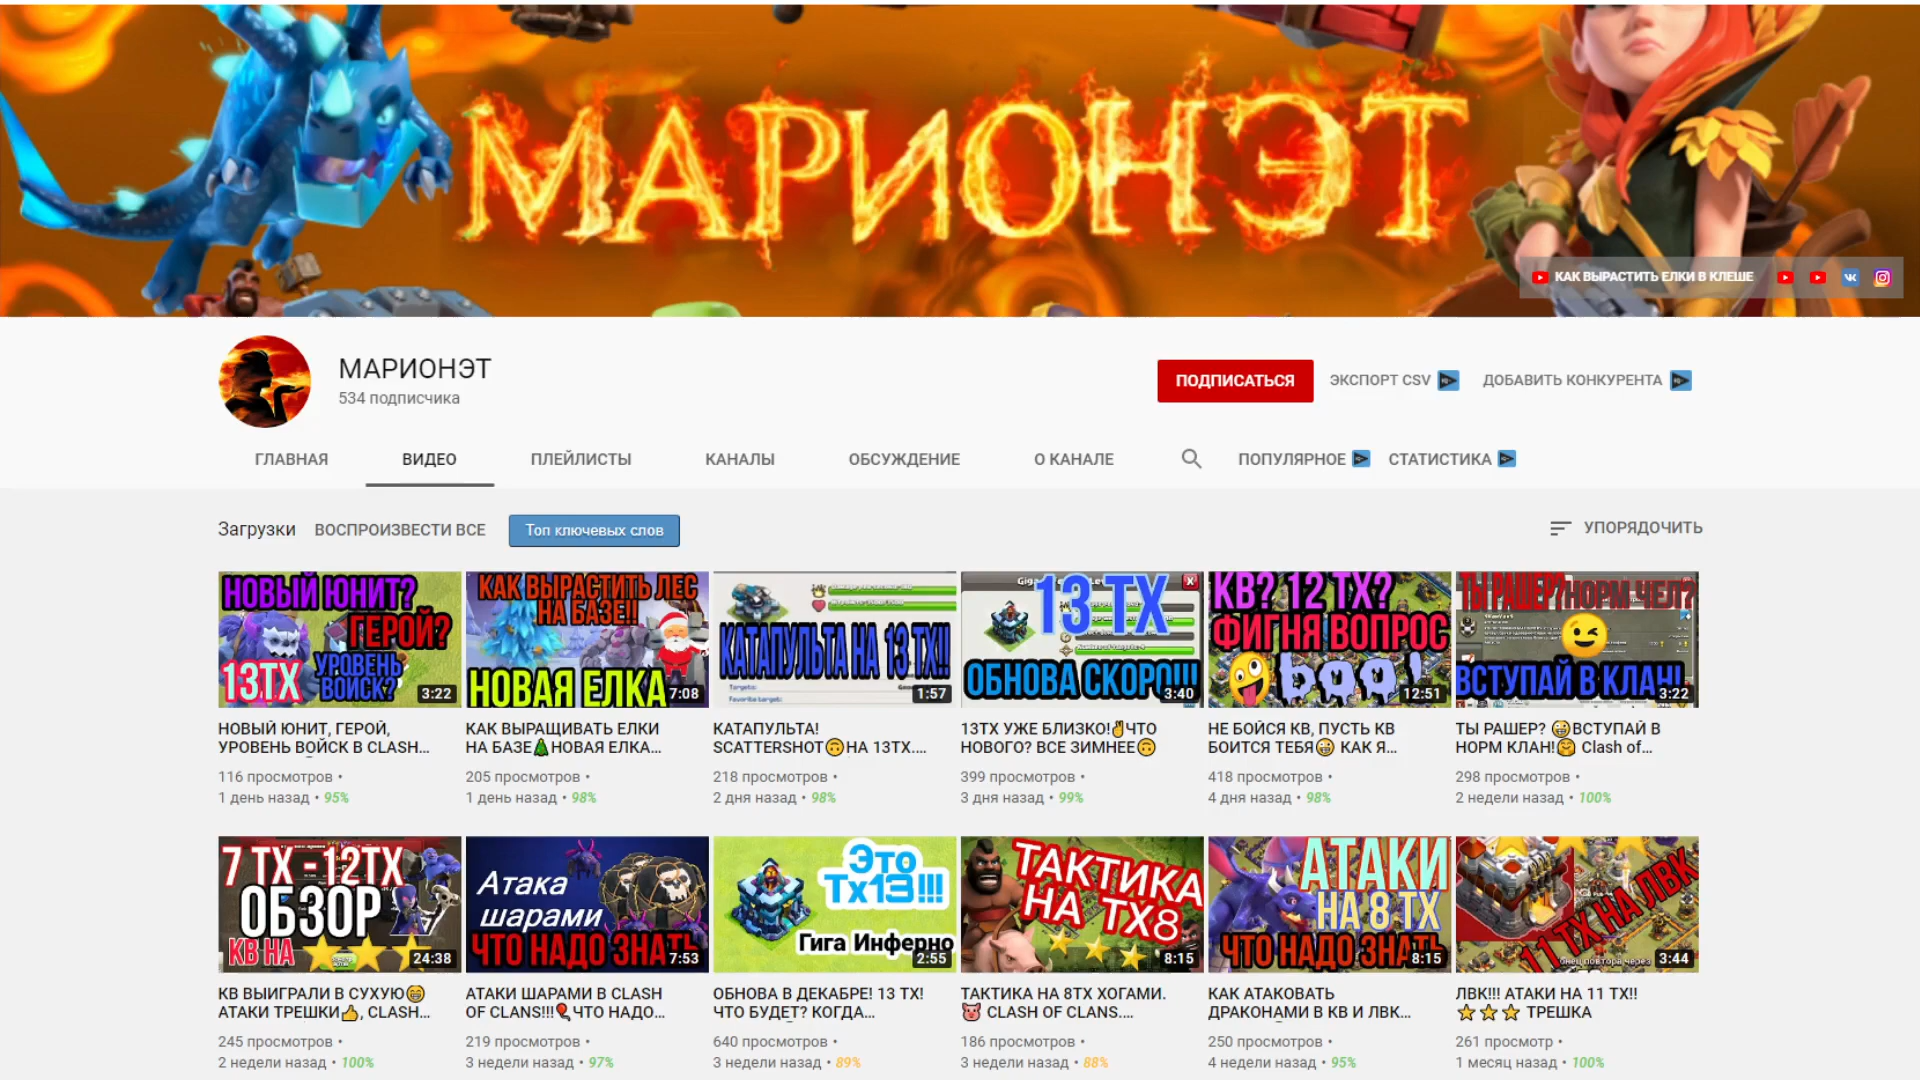 МАРИОНЭТ
КАК ВЫРАСТИТЬ ЕЛКИ В КЛЕШЕ
МАРИОНЭТ
534 подписчика
ПОДПИСАТЬСЯ
ЭКСПОРТ CSV
ДОБАВИТЬ КОНКУРЕНТА
ГЛАВНАЯ
ВИДЕО
ПЛЕЙЛИСТЫ
КАНАЛЫ
ОБСУЖДЕНИЕ
О КАНАЛЕ
ПОПУЛЯРНОЕ
СТАТИСТИКА
Загрузки
ВОСПРОИЗВЕСТИ ВСЕ
Топ ключевых слов
УПОРЯДОЧИТЬ
НОВЫЙ ЮНИТ?
ГЕРОЙ?
13ТХ
УРОВЕНЬ
ВОЙСК?
3:22
НОВЫЙ ЮНИТ, ГЕРОЙ,
УРОВЕНЬ ВОЙСК В CLASH...
116 просмотров •
1 день назад • 95%
КАК ВЫРАСТИТЬ ЛЕС
НА БАЗЕ!!
НОВАЯ ЕЛКА
7:08
КАК ВЫРАЩИВАТЬ ЕЛКИ
НА БАЗЕ🎄НОВАЯ ЕЛКА...
205 просмотров •
1 день назад • 98%
КАТАПУЛЬТА НА 13 ТХ!!
Targets:
Favorite target:
1:57
КАТАПУЛЬТА!
SCATTERSHOT🙃НА 13ТХ....
218 просмотров •
2 дня назад • 98%
13 ТХ
ОБНОВА СКОРО!!!
3:40
13ТХ УЖЕ БЛИЗКО!✌ЧТО
НОВОГО? ВСЕ ЗИМНЕЕ🙃
399 просмотров •
3 дня назад • 99%
КВ? 12 ТХ?
ФИГНЯ ВОПРОС
boo!
12:51
НЕ БОЙСЯ КВ, ПУСТЬ КВ
БОИТСЯ ТЕБЯ😜 КАК Я...
418 просмотров •
4 дня назад • 98%
ТЫ РАШЕР? НОРМ ЧЕЛ?
ВСТУПАЙ В КЛАН!
3:22
ТЫ РАШЕР? 😜ВСТУПАЙ В
НОРМ КЛАН!🤗 Clash of...
298 просмотров •
2 недели назад • 100%
7 ТХ - 12ТХ
ОБЗОР
КВ НА
24:38
КВ ВЫИГРАЛИ В СУХУЮ😁
АТАКИ ТРЕШКИ👍, CLASH...
245 просмотров •
2 недели назад • 100%
Атака
шарами
ЧТО НАДО ЗНАТЬ
7:53
АТАКИ ШАРАМИ В CLASH
OF CLANS!!!🎈ЧТО НАДО...
219 просмотров •
3 недели назад • 97%
Это
Тх13!!!
Гига Инферно
2:55
ОБНОВА В ДЕКАБРЕ! 13 ТХ!
ЧТО БУДЕТ? КОГДА...
640 просмотров •
3 недели назад • 89%
ТАКТИКА
НА ТХ8
8:15
ТАКТИКА НА 8ТХ ХОГАМИ.
🐷 CLASH OF CLANS....
186 просмотров •
3 недели назад • 88%
АТАКИ
НА 8 ТХ
ЧТО НАДО ЗНАТЬ
8:15
КАК АТАКОВАТЬ
ДРАКОНАМИ В КВ И ЛВК...
250 просмотров •
4 недели назад • 95%
11 ТХ НА ЛВК
3:44
ЛВК!!! АТАКИ НА 11 ТХ!!
⭐⭐⭐ ТРЕШКА
261 просмотр •
1 месяц назад • 100%